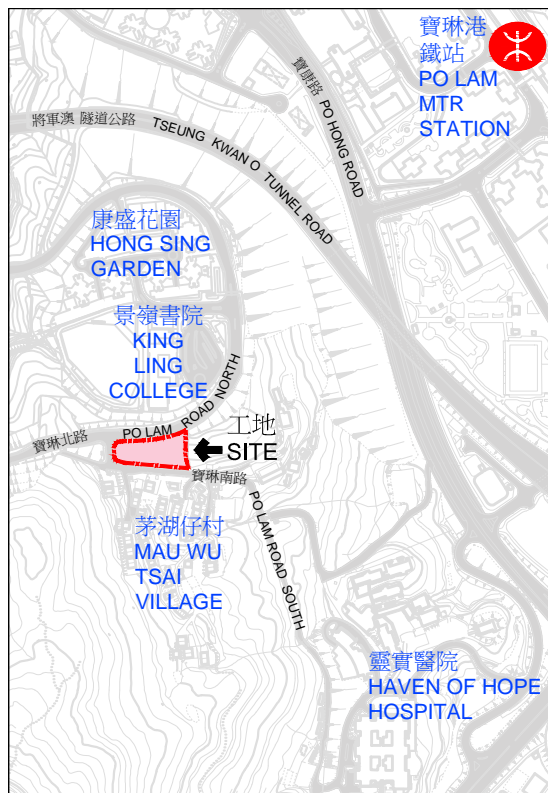 寶琳港
鐵站
PO LAM
MTR
STATION
寶康路 PO HONG ROAD
將軍澳 隧道公路 TSEUNG KWAN O TUNNEL ROAD
康盛花園
HONG SING
GARDEN
景嶺書院
KING
LING
COLLEGE
寶琳北路 PO LAM ROAD NORTH
工地
SITE
寶琳南路 PO LAM ROAD SOUTH
茅湖仔村
MAU WU
TSAI
VILLAGE
靈實醫院
HAVEN OF HOPE
HOSPITAL